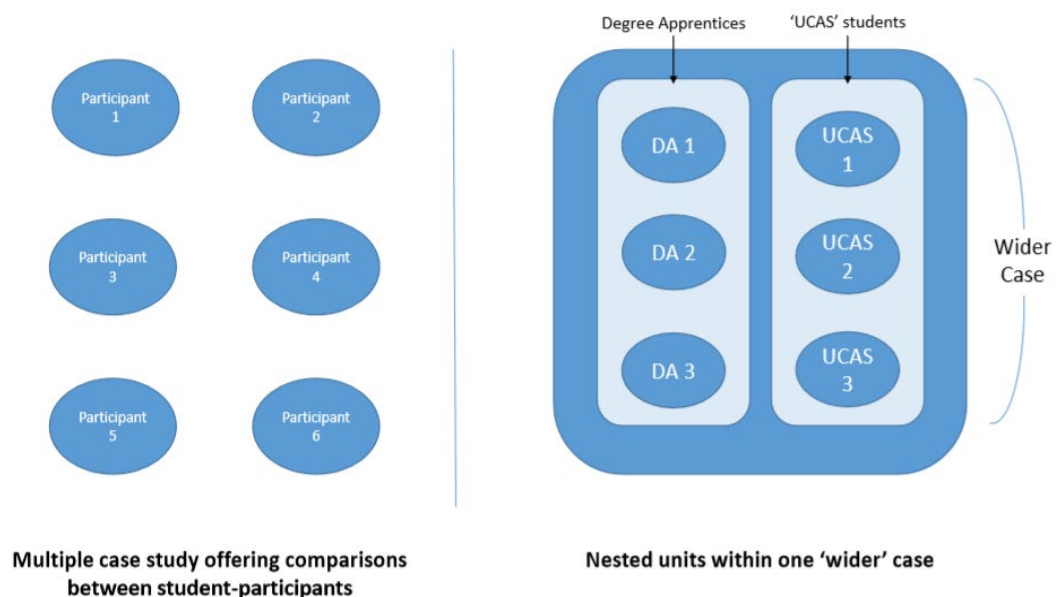 Participant
1
Participant
2
Participant
3
Participant
4
Participant
5
Participant
6
Multiple case study offering comparisons
between student-participants
Degree Apprentices
‘UCAS’ students
DA 1
UCAS
1
DA 2
UCAS
2
DA 3
UCAS
3
Wider
Case
Nested units within one ‘wider’ case